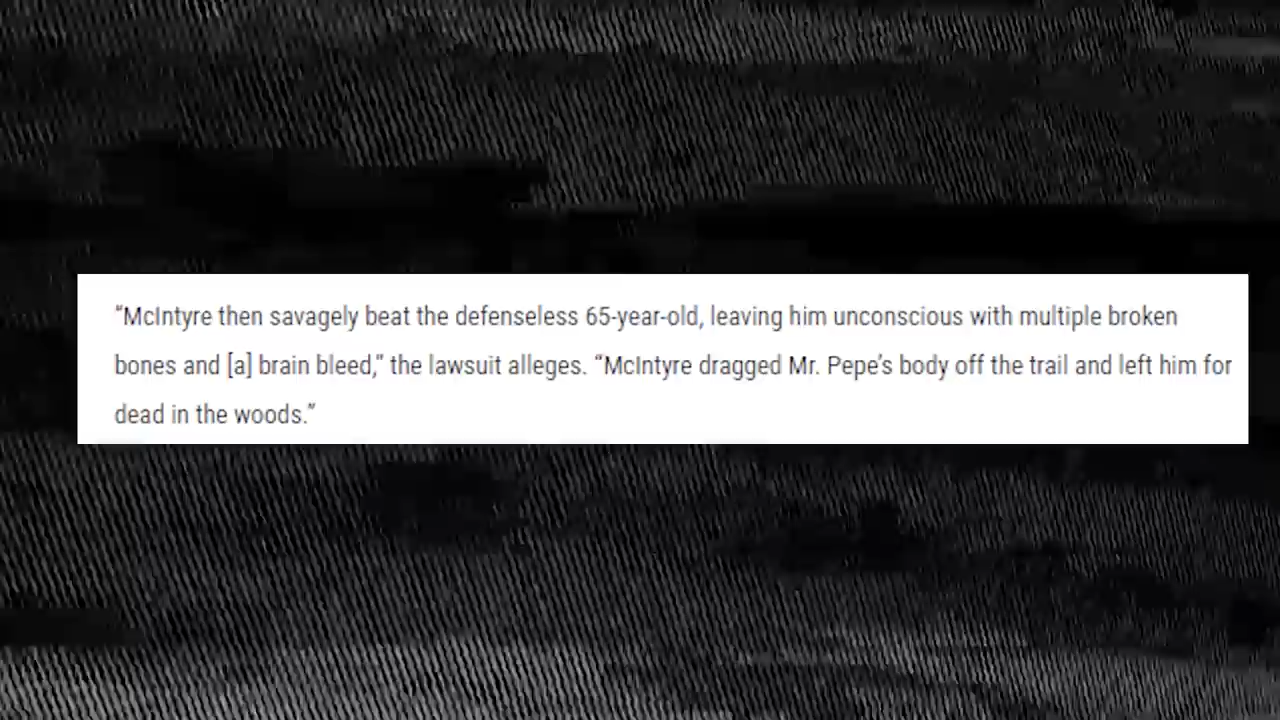 “McIntyre then savagely beat the defenseless 65-year-old, leaving him unconscious with multiple broken
bones and [a] brain bleed,” the lawsuit alleges. “McIntyre dragged Mr. Pepe’s body off the trail and left him for
dead in the woods.”